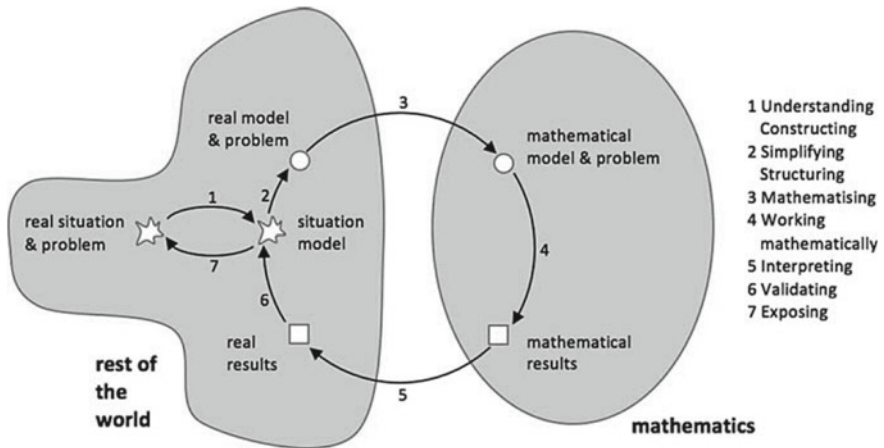 real model
& problem
3
mathematical
model & problem
1
2
real situation
& problem
situation
model
7
4
6
real
results
mathematical
results
5
rest of
the
world
mathematics
1 Understanding
Constructing
2 Simplifying
Structuring
3 Mathematising
4 Working
mathematically
5 Interpreting
6 Validating
7 Exposing